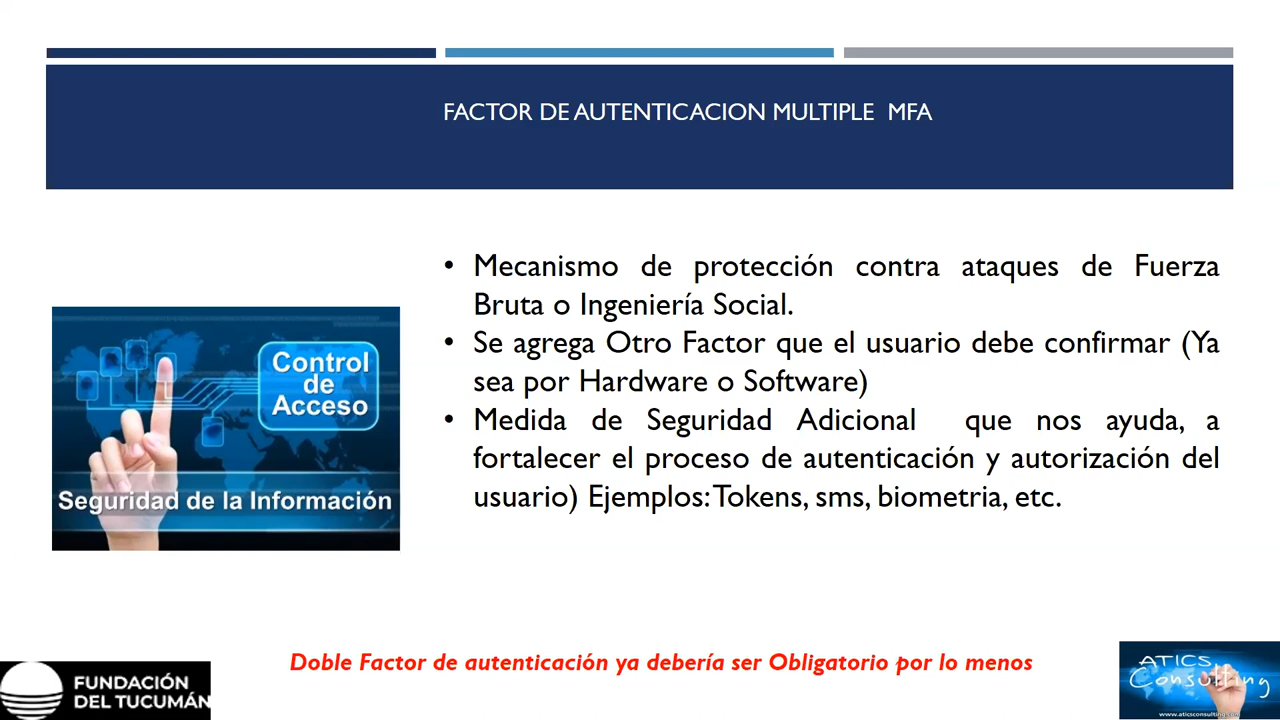 FACTOR DE AUTENTICACION MULTIPLE MFA
• Mecanismo de protección contra ataques de Fuerza
Bruta o Ingeniería Social.
• Se agrega Otro Factor que el usuario debe confirmar (Ya
sea por Hardware o Software)
• Medida de Seguridad Adicional que nos ayuda, a
fortalecer el proceso de autenticación y autorización del
usuario) Ejemplos: Tokens, sms, biometria, etc.
Control
de
Acceso
Seguridad de la Información
Doble Factor de autenticación ya debería ser Obligatorio por lo menos
FUNDACIÓN
DEL TUCUMÁN
ATICS
Consulting